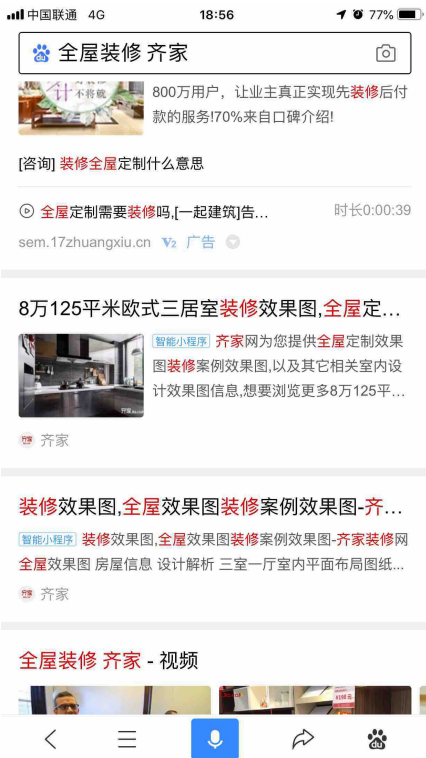 中国联通 4G 18:56 77%
全屋装修 齐家
计 不将就
800万用户，让业主真正实现先装修后付
款的服务!70%来自口碑介绍!
[咨询] 装修全屋定制什么意思
全屋定制需要装修吗,[一起建筑]告... 时长0:00:39
sem.17zhuangxiu.cn V2 广告
8万125平米欧式三居室装修效果图,全屋定...
智能小程序 齐家网为您提供全屋定制效果
图装修案例效果图,以及其它相关室内设
计效果图信息,想要浏览更多8万125平...
齐家
齐家
装修效果图,全屋效果图装修案例效果图-齐...
智能小程序 装修效果图,全屋效果图装修案例效果图-齐家装修网
全屋效果图 房屋信息 设计解析 三室一厅室内平面布局图纸...
齐家
全屋装修 齐家 - 视频
du